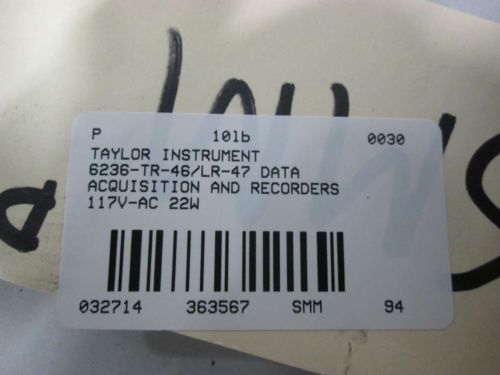 P 10lb 0030
TAYLOR INSTRUMENT
6236-TR-46/LR-47 DATA
ACQUISITION AND RECORDERS
117V-AC 22W
032714 363567 SMM 94